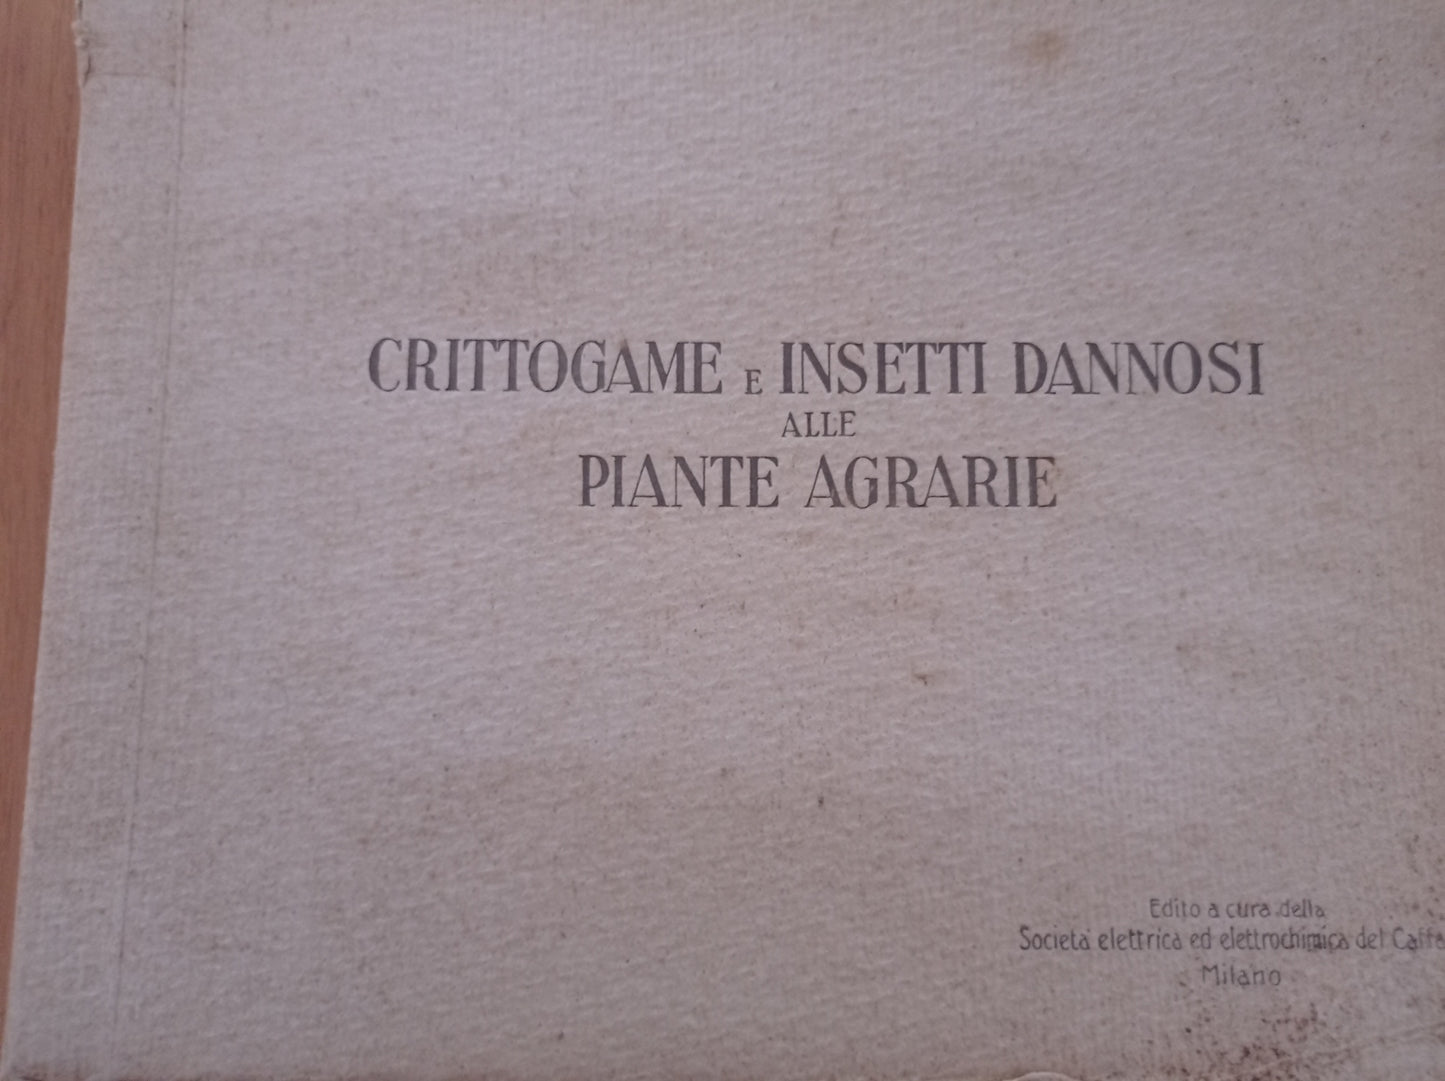 CRITTOGAME E INSETTI DANNOSI
ALLE
PIANTE AGRARIE
Edito a cura della
Società elettrica ed elettrochimica del
Milano